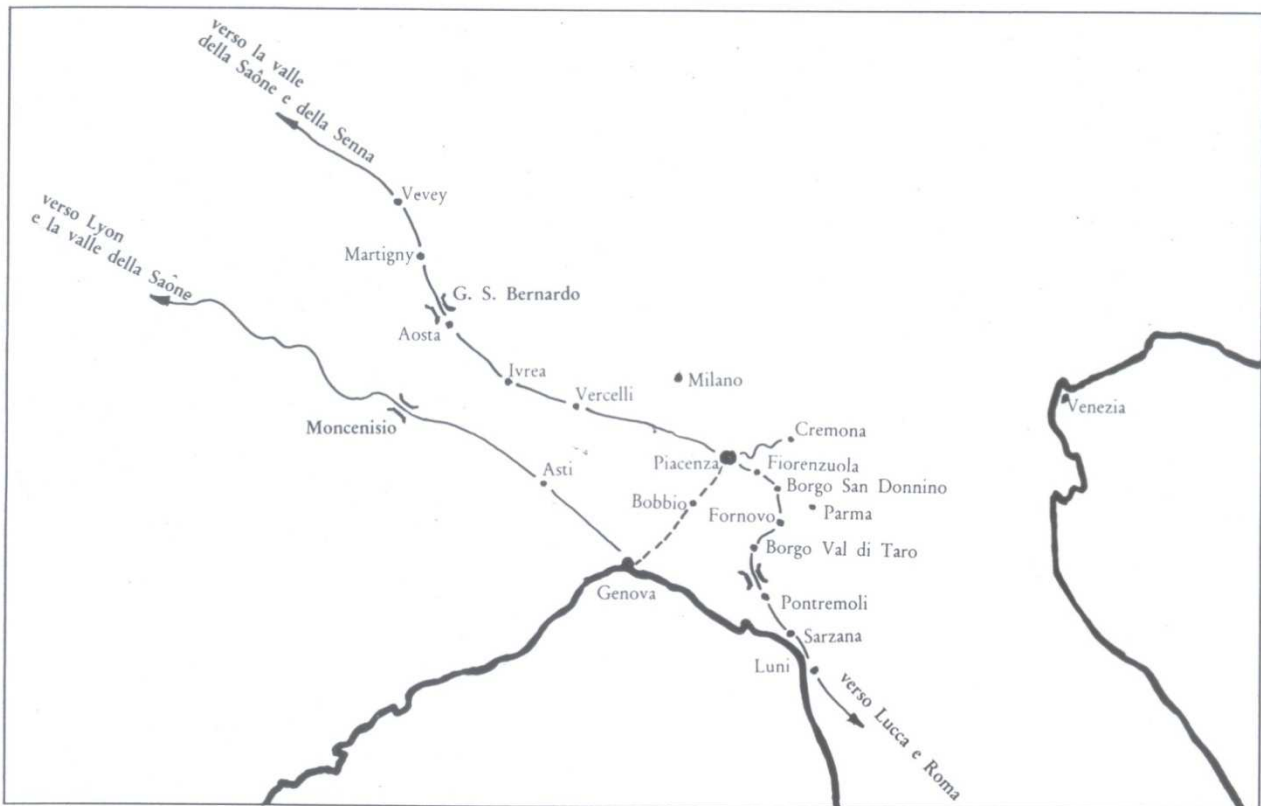 verso la valle
della Saône e della Senna
verso Lyon
e la valle della Saône
Vevey
Martigny
G. S. Bernardo
Aosta
Ivrea
Vercelli
Milano
Venezia
Moncenisio
Asti
Piacenza
Cremona
Fiorenzuola
Borgo San Donnino
Bobbio
Fornovo
Parma
Borgo Val di Taro
Genova
Pontremoli
Sarzana
Luni
verso Lucca e Roma